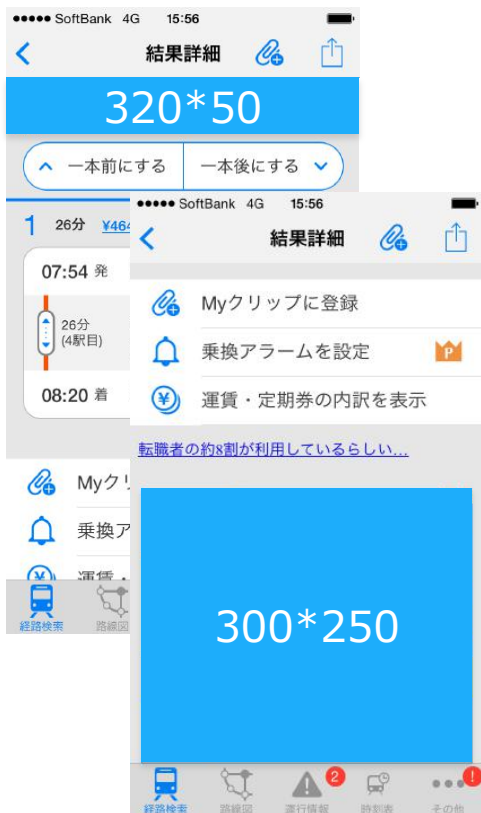 SoftBank 4G 15:56
結果詳細
320*50
一本前にする 一本後にする
1 26分 ¥464
07:54 発
26分
(4駅目)
08:20 着
Myクリ
乗換ア
運賃・
経路検索 路線図
SoftBank 4G 15:56
結果詳細
Myクリップに登録
乗換アラームを設定 P
¥ 運賃・定期券の内訳を表示
転職者の約8割が利用しているらしい...
300*250
2 !
経路検索 路線図 運行情報 時刻表 その他